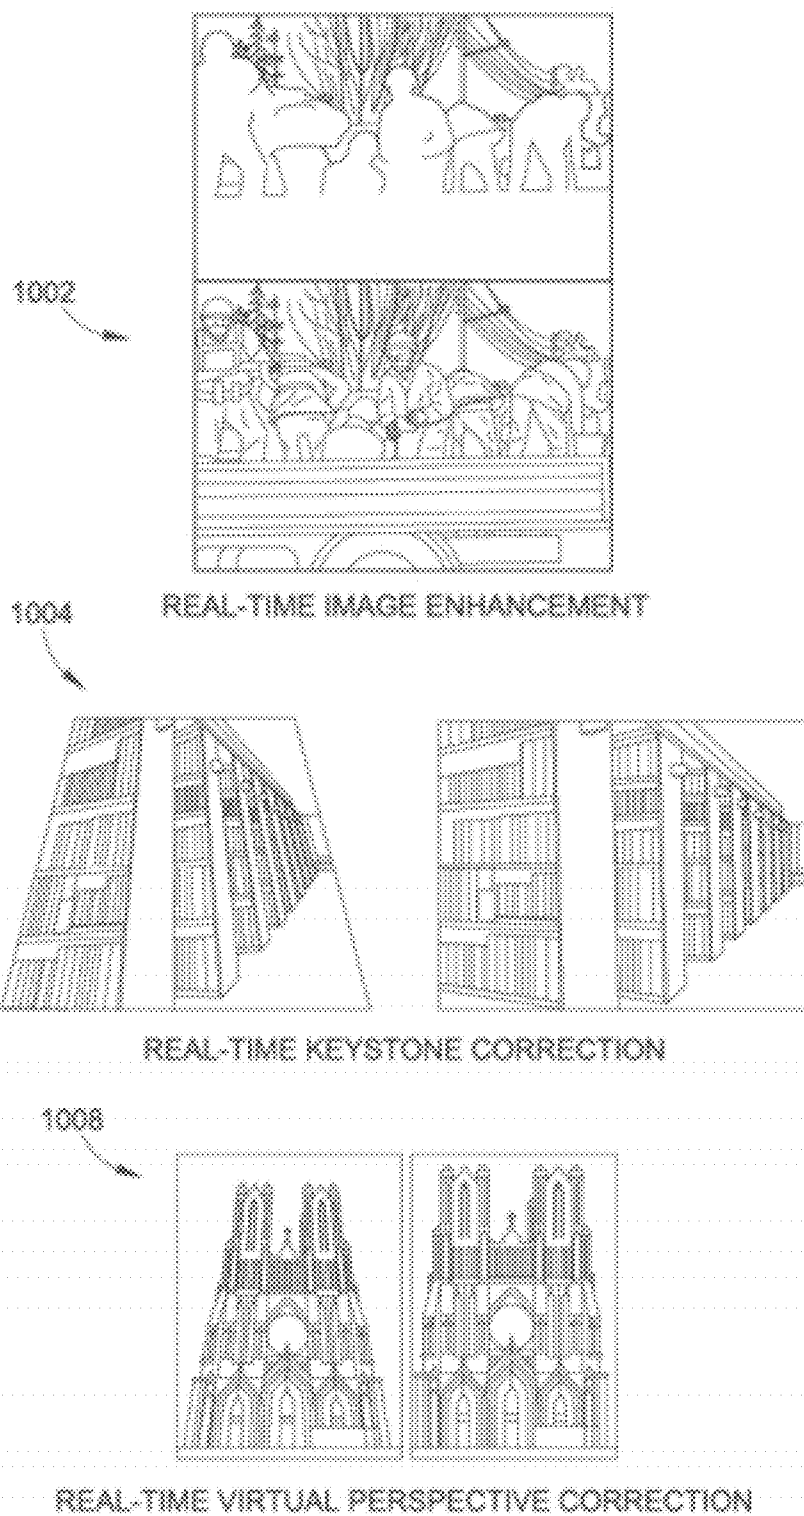 1002
REAL-TIME IMAGE ENHANCEMENT
1004
REAL-TIME KEYSTONE CORRECTION
1008
REAL-TIME VIRTUAL PERSPECTIVE CORRECTION